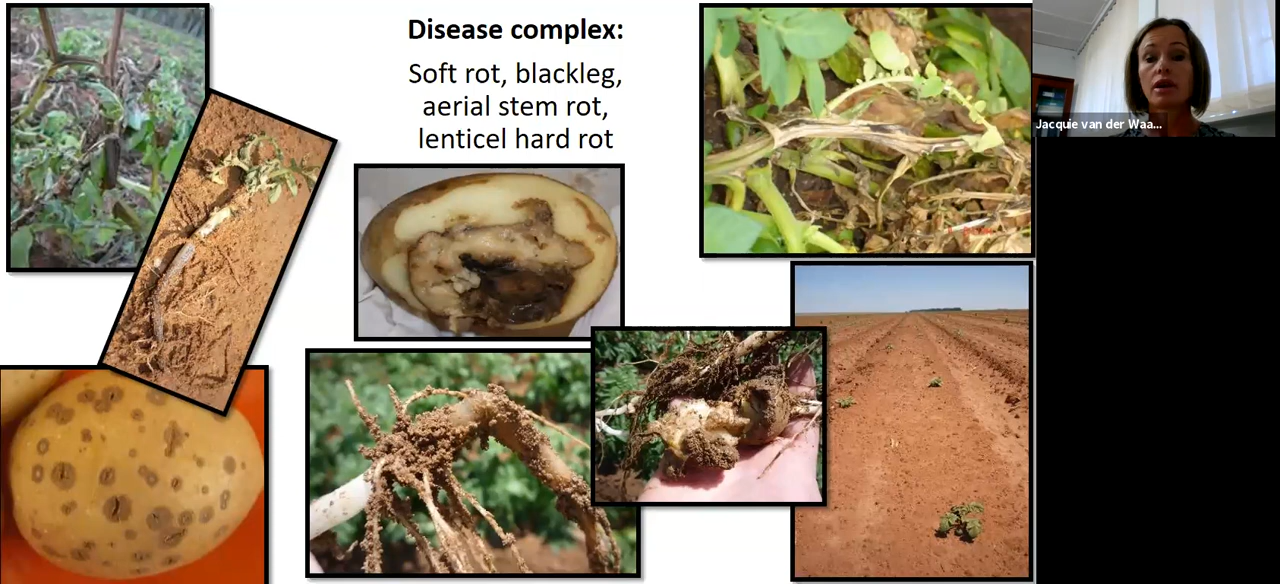 Disease complex:
Soft rot, blackleg,
aerial stem rot,
lenticel hard rot
Jacquie van der Waa...